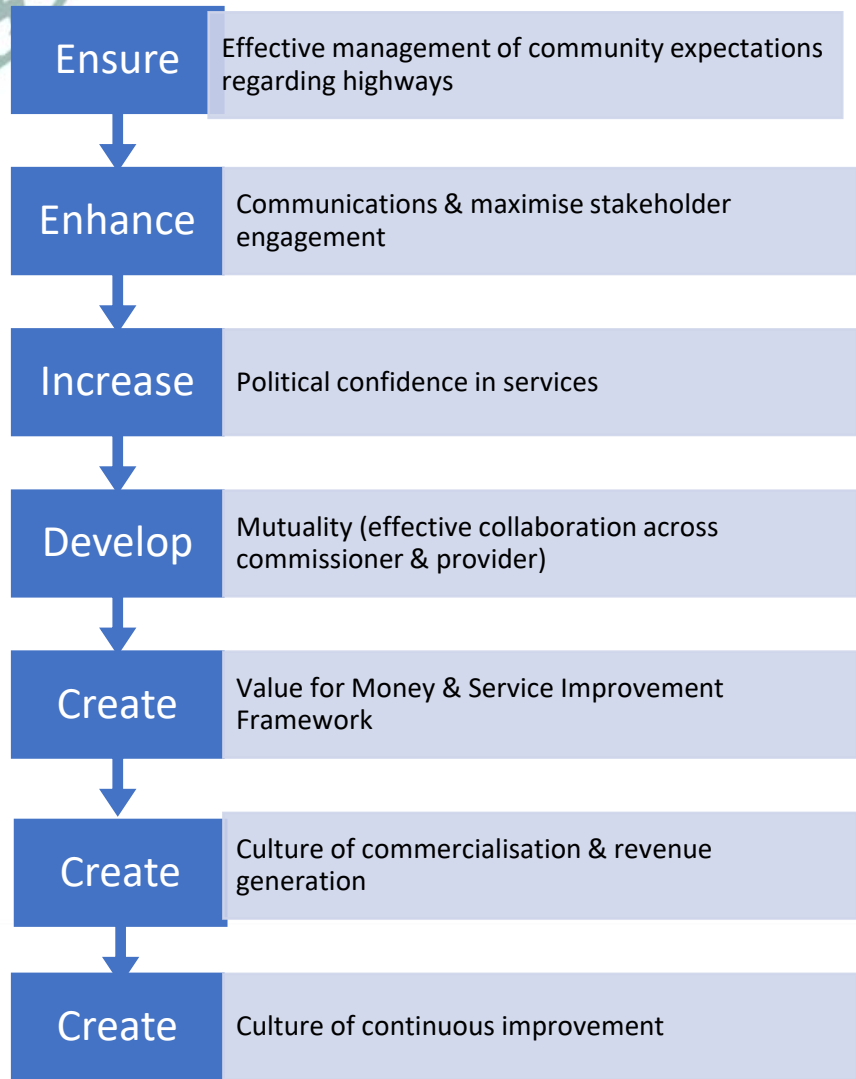 Ensure
Effective management of community expectations
regarding highways
Enhance
Communications & maximise stakeholder
engagement
Increase
Political confidence in services
Develop
Mutuality (effective collaboration across
commissioner & provider)
Create
Value for Money & Service Improvement
Framework
Create
Culture of commercialisation & revenue
generation
Create
Culture of continuous improvement